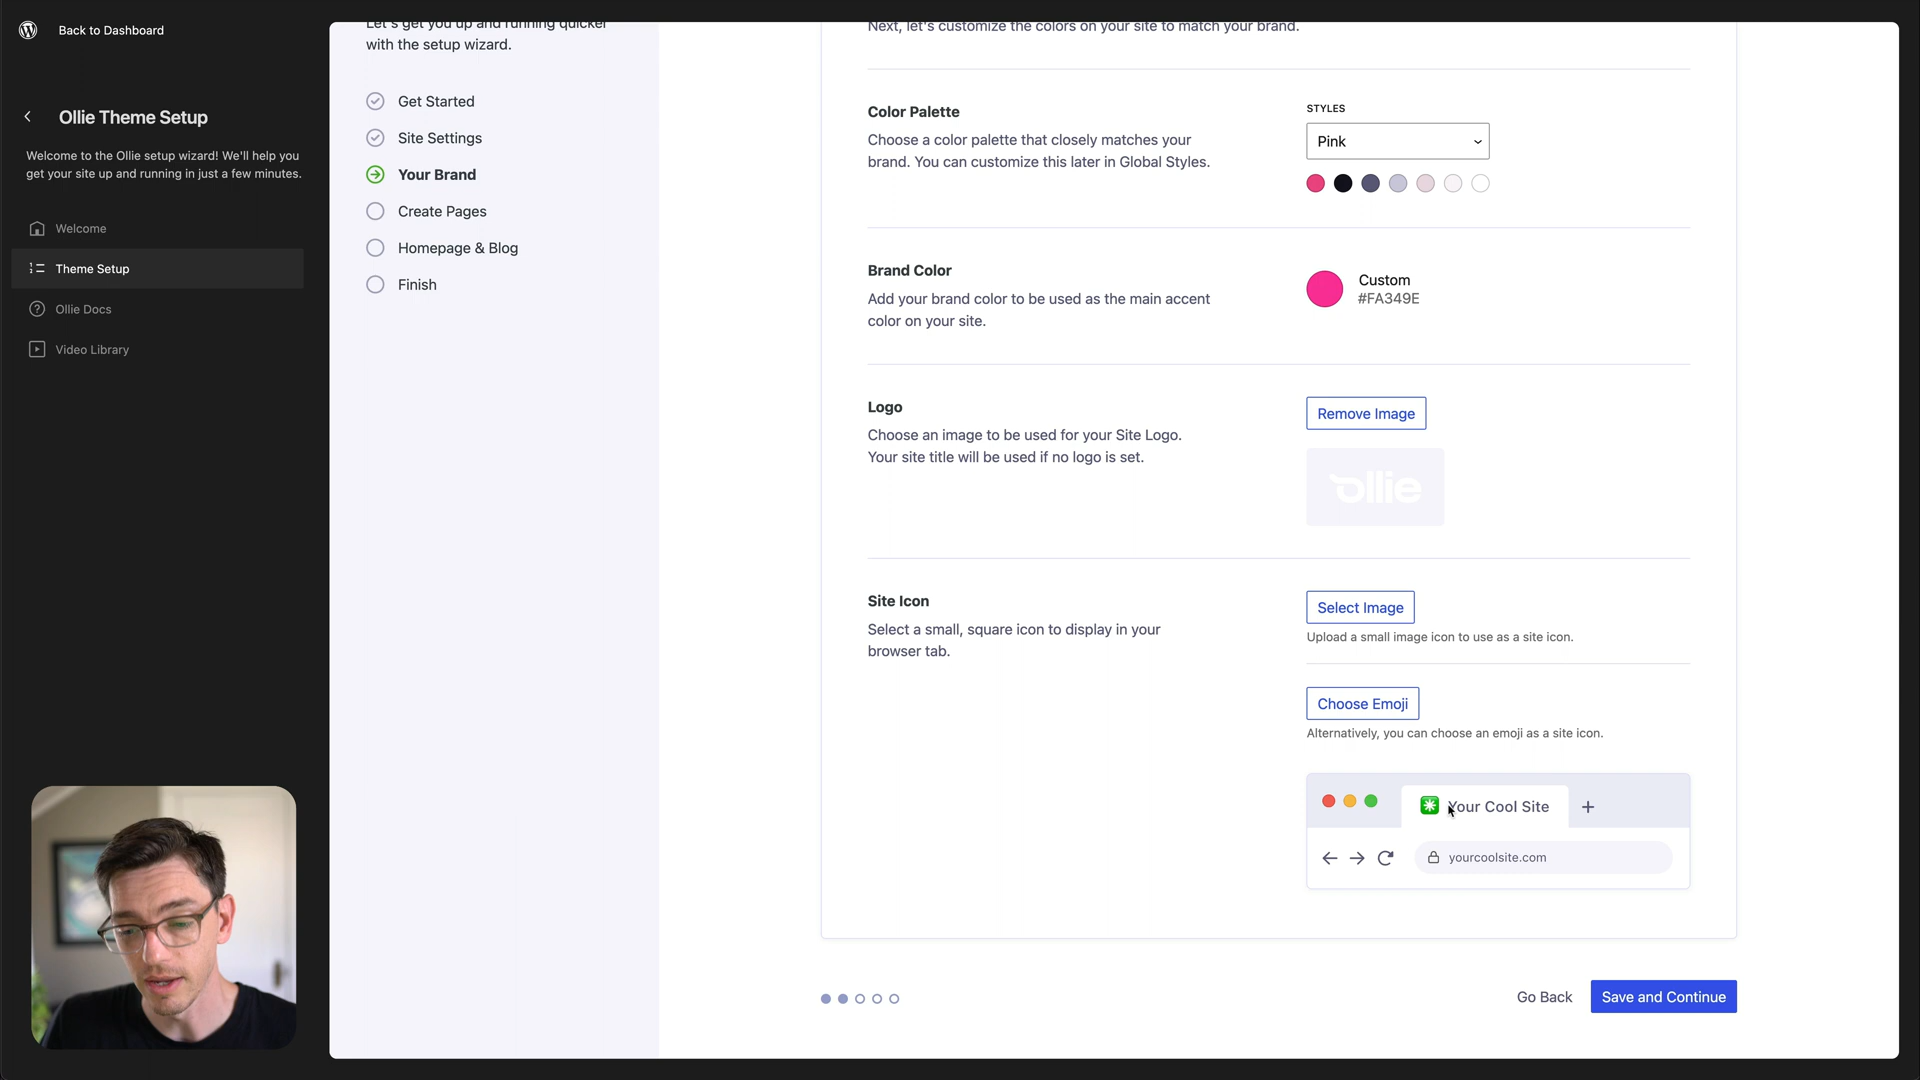 Back to Dashboard
Ollie Theme Setup
Welcome to the Ollie setup wizard! We'll help you
get your site up and running in just a few minutes.
Welcome
Theme Setup
Ollie Docs
Video Library
Let's get you up and running quicker
with the setup wizard.
Get Started
Site Settings
Your Brand
Create Pages
Homepage & Blog
Finish
Next, let's customize the colors on your site to match your brand.
Color Palette
Choose a color palette that closely matches your
brand. You can customize this later in Global Styles.
STYLES
Pink
Brand Color
Add your brand color to be used as the main accent
color on your site.
Custom
#FA349E
Logo
Choose an image to be used for your Site Logo.
Your site title will be used if no logo is set.
Remove Image
ollie
Site Icon
Select a small, square icon to display in your
browser tab.
Select Image
Upload a small image icon to use as a site icon.
Choose Emoji
Alternatively, you can choose an emoji as a site icon.
Your Cool Site
yourcoolsite.com
Go Back
Save and Continue